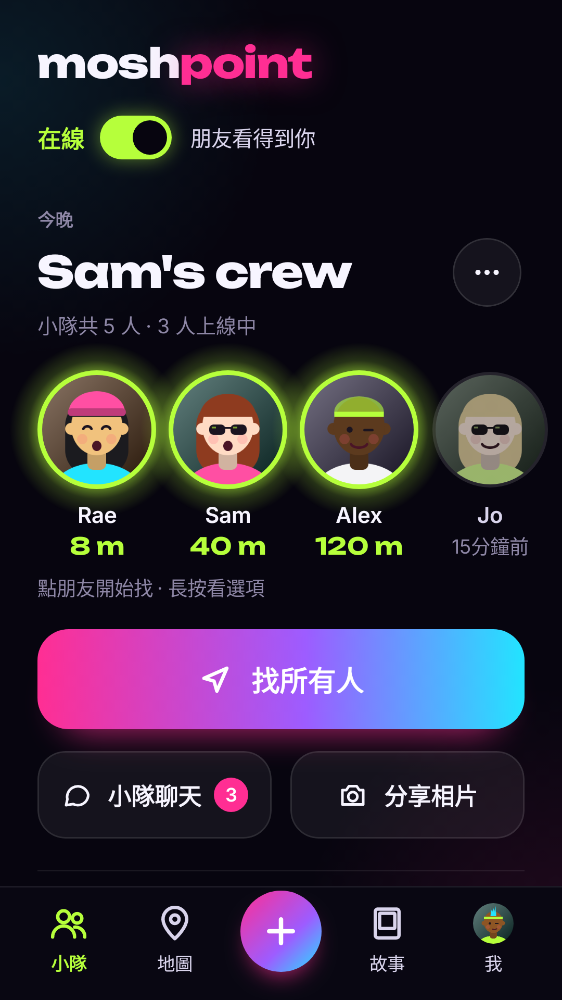 moshpoint
在線 朋友看得到你
今晚
Sam's crew
小隊共 5 人 · 3 人上線中
Rae Sam Alex Jo
8 m 40 m 120 m 15分鐘前
點朋友開始找 · 長按看選項
找所有人
小隊聊天 3 分享相片
小隊 地圖 故事 我